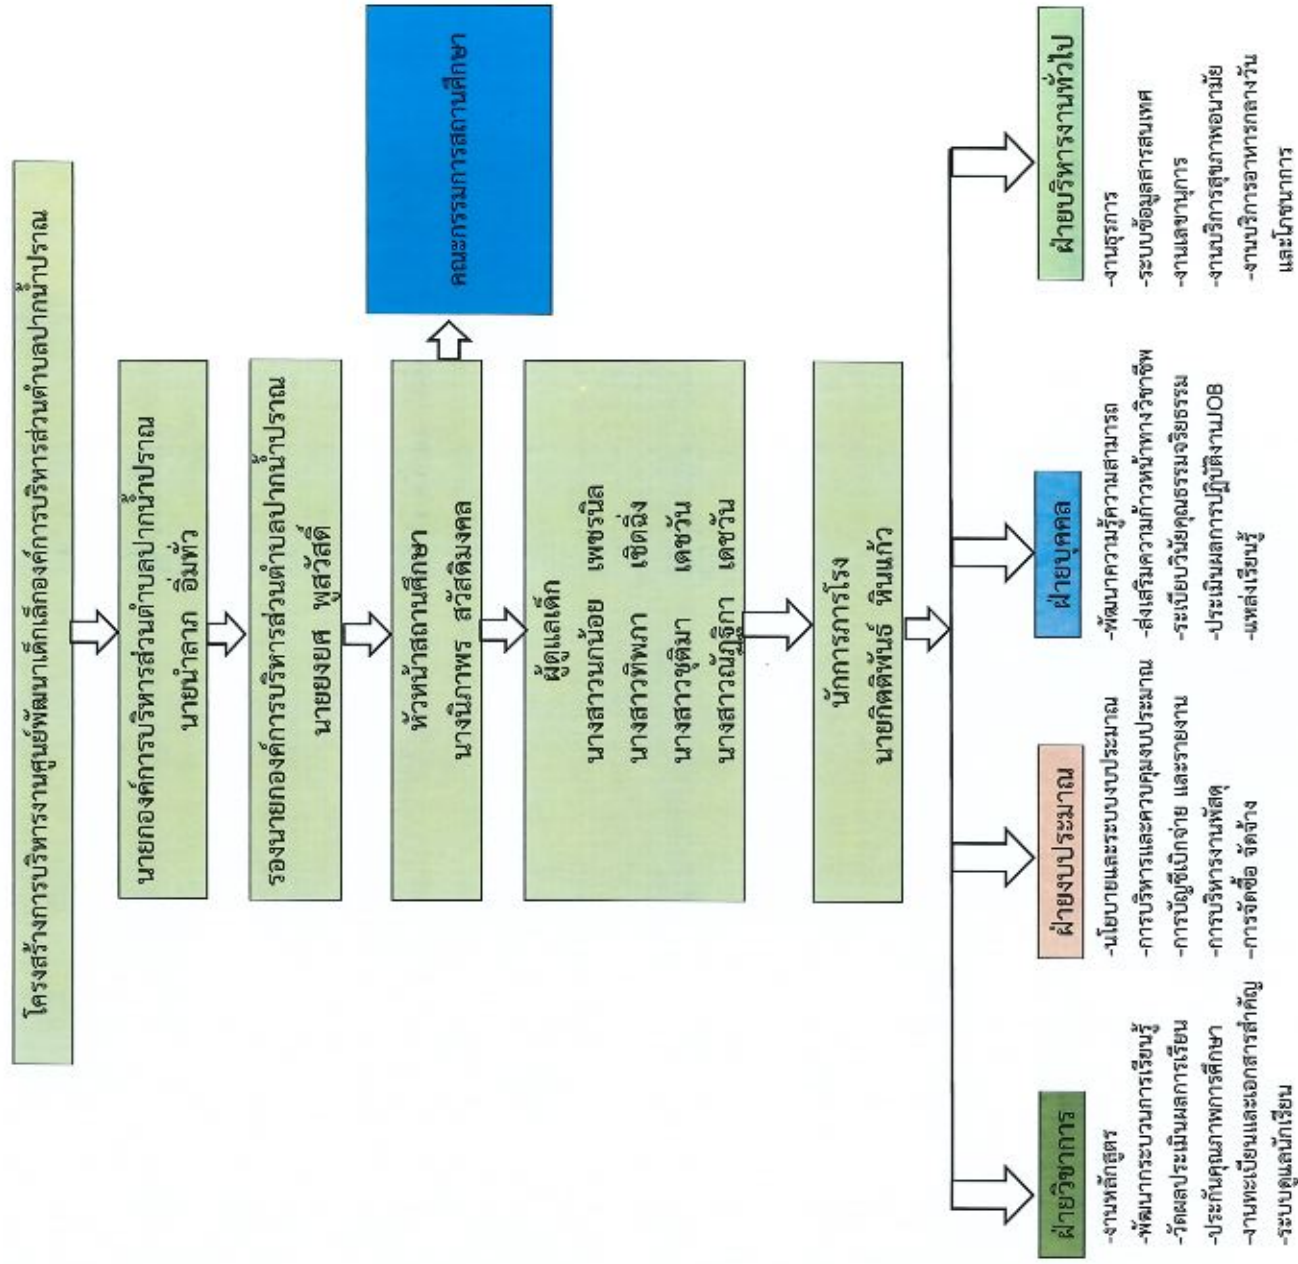 โครงสร้างการบริหารงานศูนย์พัฒนาเด็กเล็กองค์การบริหารส่วนตำบลปากน้ำปราณ
นายกองค์การบริหารส่วนตำบลปากน้ำปราณ
นายนำลาภ อิ่มทั่ว
รองนายกองค์การบริหารส่วนตำบลปากน้ำปราณ
นายยงยศ พูสวัสดิ์
หัวหน้าสถานศึกษา
นางนิภาพร สวัสดิมงคล
คณะกรรมการสถานศึกษา
ผู้ดูแลเด็ก
นางสาวนกน้อย เพชรนิล
นางสาวทิพภา เชิดฉิ่ง
นางสาวชุติมา เดชวัน
นางสาวณัฏฐิกา เดชวัน
นักการภารโรง
นายกิตติพันธ์ หินแก้ว
ฝ่ายวิชาการ
-งานหลักสูตร
-พัฒนากระบวนการเรียนรู้
-วัดผลประเมินผลการเรียน
-ประกันคุณภาพการศึกษา
-งานทะเบียนและเอกสารสำคัญ
-ระบบดูแลนักเรียน
ฝ่ายงบประมาณ
-นโยบายและระบบงบประมาณ
-การบริหารและควบคุมงบประมาณ
-การบัญชีเบิกจ่าย และรายงาน
-การบริหารงานพัสดุ
-การจัดซื้อ จัดจ้าง
ฝ่ายบุคคล
-พัฒนาความรู้ความสามารถ
-ส่งเสริมความก้าวหน้าทางวิชาชีพ
-ระเบียบวินัยคุณธรรมจริยธรรม
-ประเมินผลการปฏิบัติงานJOB
-แหล่งเรียนรู้
ฝ่ายบริหารงานทั่วไป
-งานธุรการ
-ระบบข้อมูลสารสนเทศ
-งานเลขานุการ
-งานบริการสุขภาพอนามัย
-งานบริการอาหารกลางวัน
และโภชนาการ